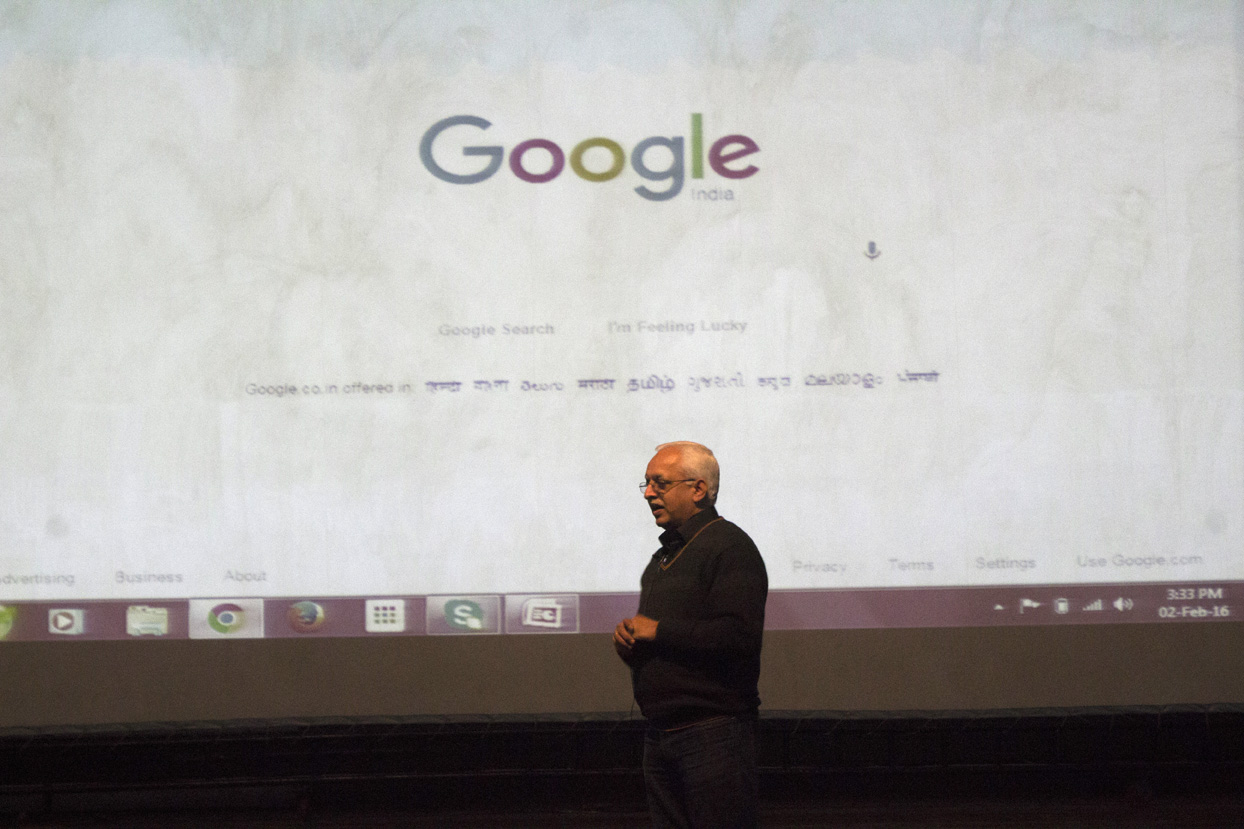 Google
India
Google Search I'm Feeling Lucky
Google.co.in offered in: हिन्दी বাংলা తెలుగు मराठी தமிழ் ગુજરાતી ಕನ್ನಡ മലയാളം ਪੰਜਾਬੀ
Advertising Business About Privacy Terms Settings Use Google.com
3:33 PM
02-Feb-16